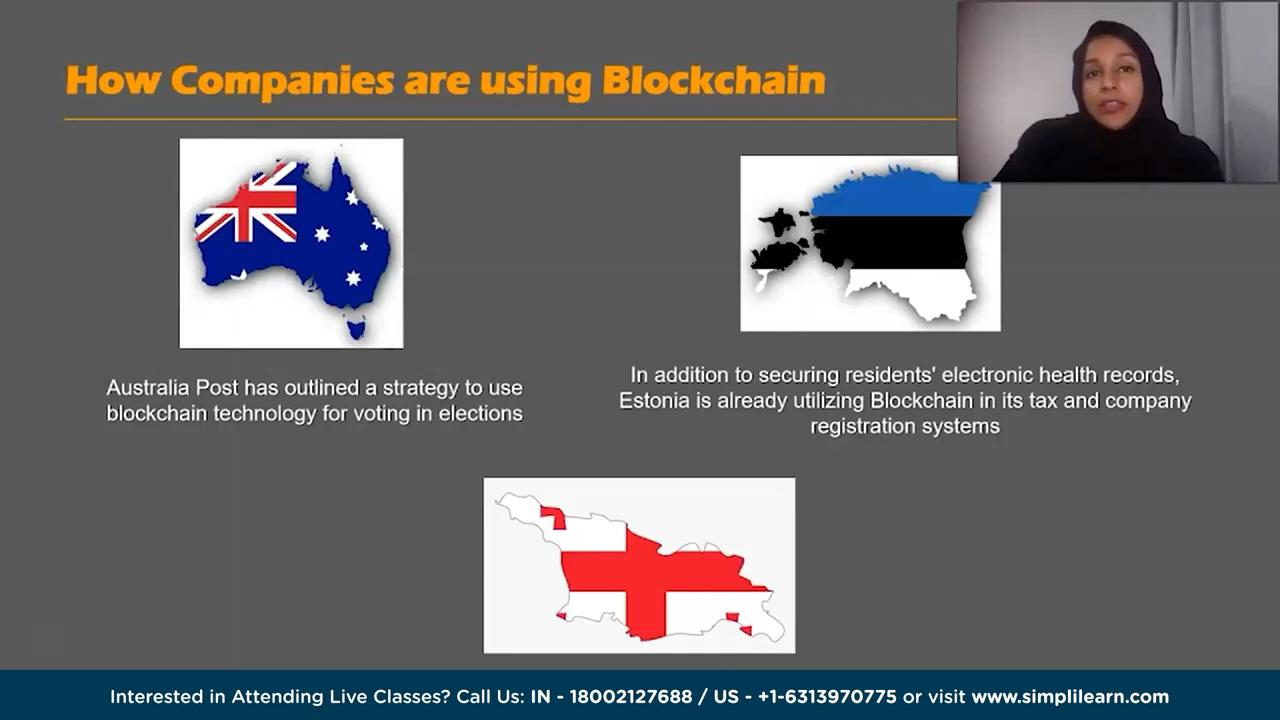 How Companies are using Blockchain
Australia Post has outlined a strategy to use
blockchain technology for voting in elections
In addition to securing residents' electronic health records,
Estonia is already utilizing Blockchain in its tax and company
registration systems
Interested in Attending Live Classes? Call Us: IN - 18002127688 / US - +1-6313970775 or visit www.simplilearn.com